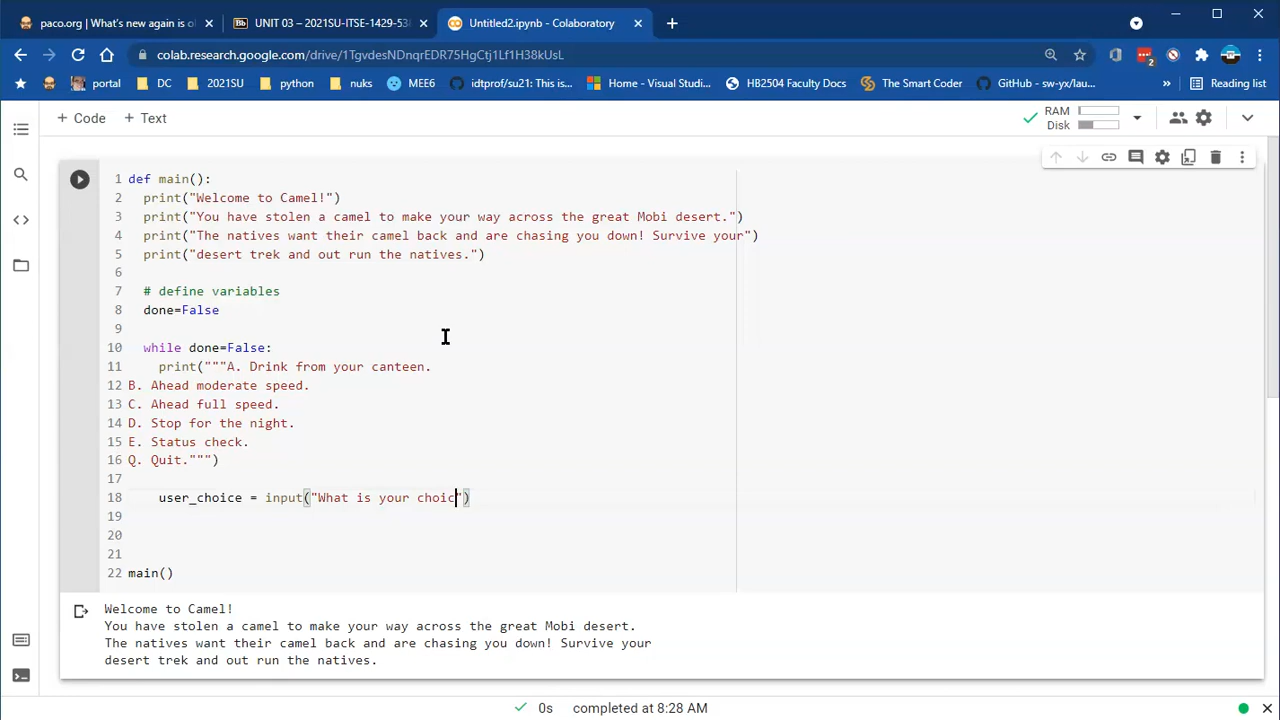 paco.org | What's new again is ol
UNIT 03 – 2021SU-ITSE-1429-53
Untitled2.ipynb - Colaboratory
colab.research.google.com/drive/1TgvdesNDnqrEDR75HgCtj1Lf1H38kUsL
2
portal
DC
2021SU
python
nuks
MEE6
idtprof/su21: This is...
Home - Visual Studi...
HB2504 Faculty Docs
The Smart Coder
GitHub - sw-yx/lau...
»
Reading list
+ Code + Text
RAM
Disk
1 def main():
2 print("Welcome to Camel!")
3 print("You have stolen a camel to make your way across the great Mobi desert.")
4 print("The natives want their camel back and are chasing you down! Survive your")
5 print("desert trek and out run the natives.")
6
7 # define variables
8 done=False
9
10 while done=False:
11 print("""A. Drink from your canteen.
12 B. Ahead moderate speed.
13 C. Ahead full speed.
14 D. Stop for the night.
15 E. Status check.
16 Q. Quit.""")
17
18 user_choice = input("What is your choic")
19
20
21
22 main()
Welcome to Camel!
You have stolen a camel to make your way across the great Mobi desert.
The natives want their camel back and are chasing you down! Survive your
desert trek and out run the natives.
0s completed at 8:28 AM